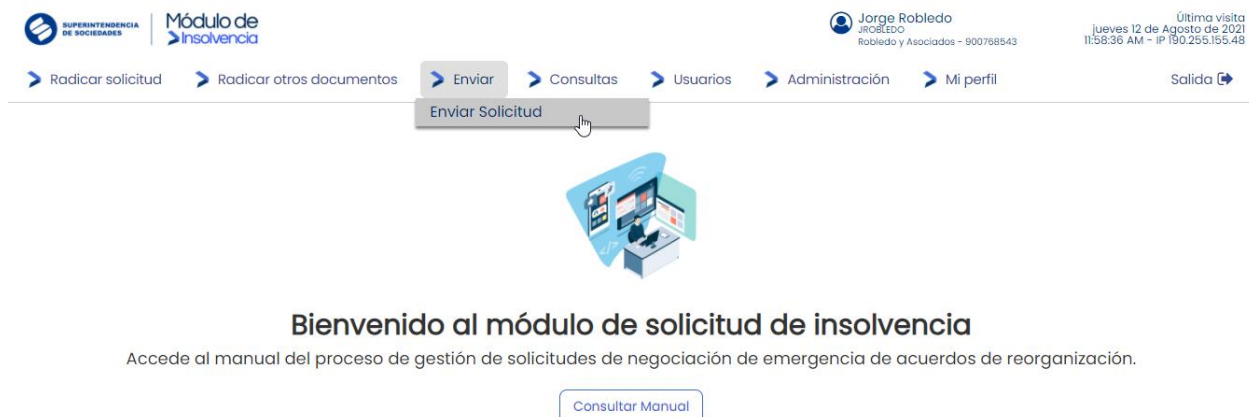 SUPERINTENDENCIA
DE SOCIEDADES
Módulo de
Insolvencia
Jorge Robledo
JROBLEDO
Robledo y Asociados - 900768543
Última visita
jueves 12 de Agosto de 2021
11:58:36 AM - IP 190.255.155.48
Radicar solicitud Radicar otros documentos Enviar Consultas Usuarios Administración Mi perfil Salida
Enviar Solicitud
Bienvenido al módulo de solicitud de insolvencia
Accede al manual del proceso de gestión de solicitudes de negociación de emergencia de acuerdos de reorganización.
Consultar Manual